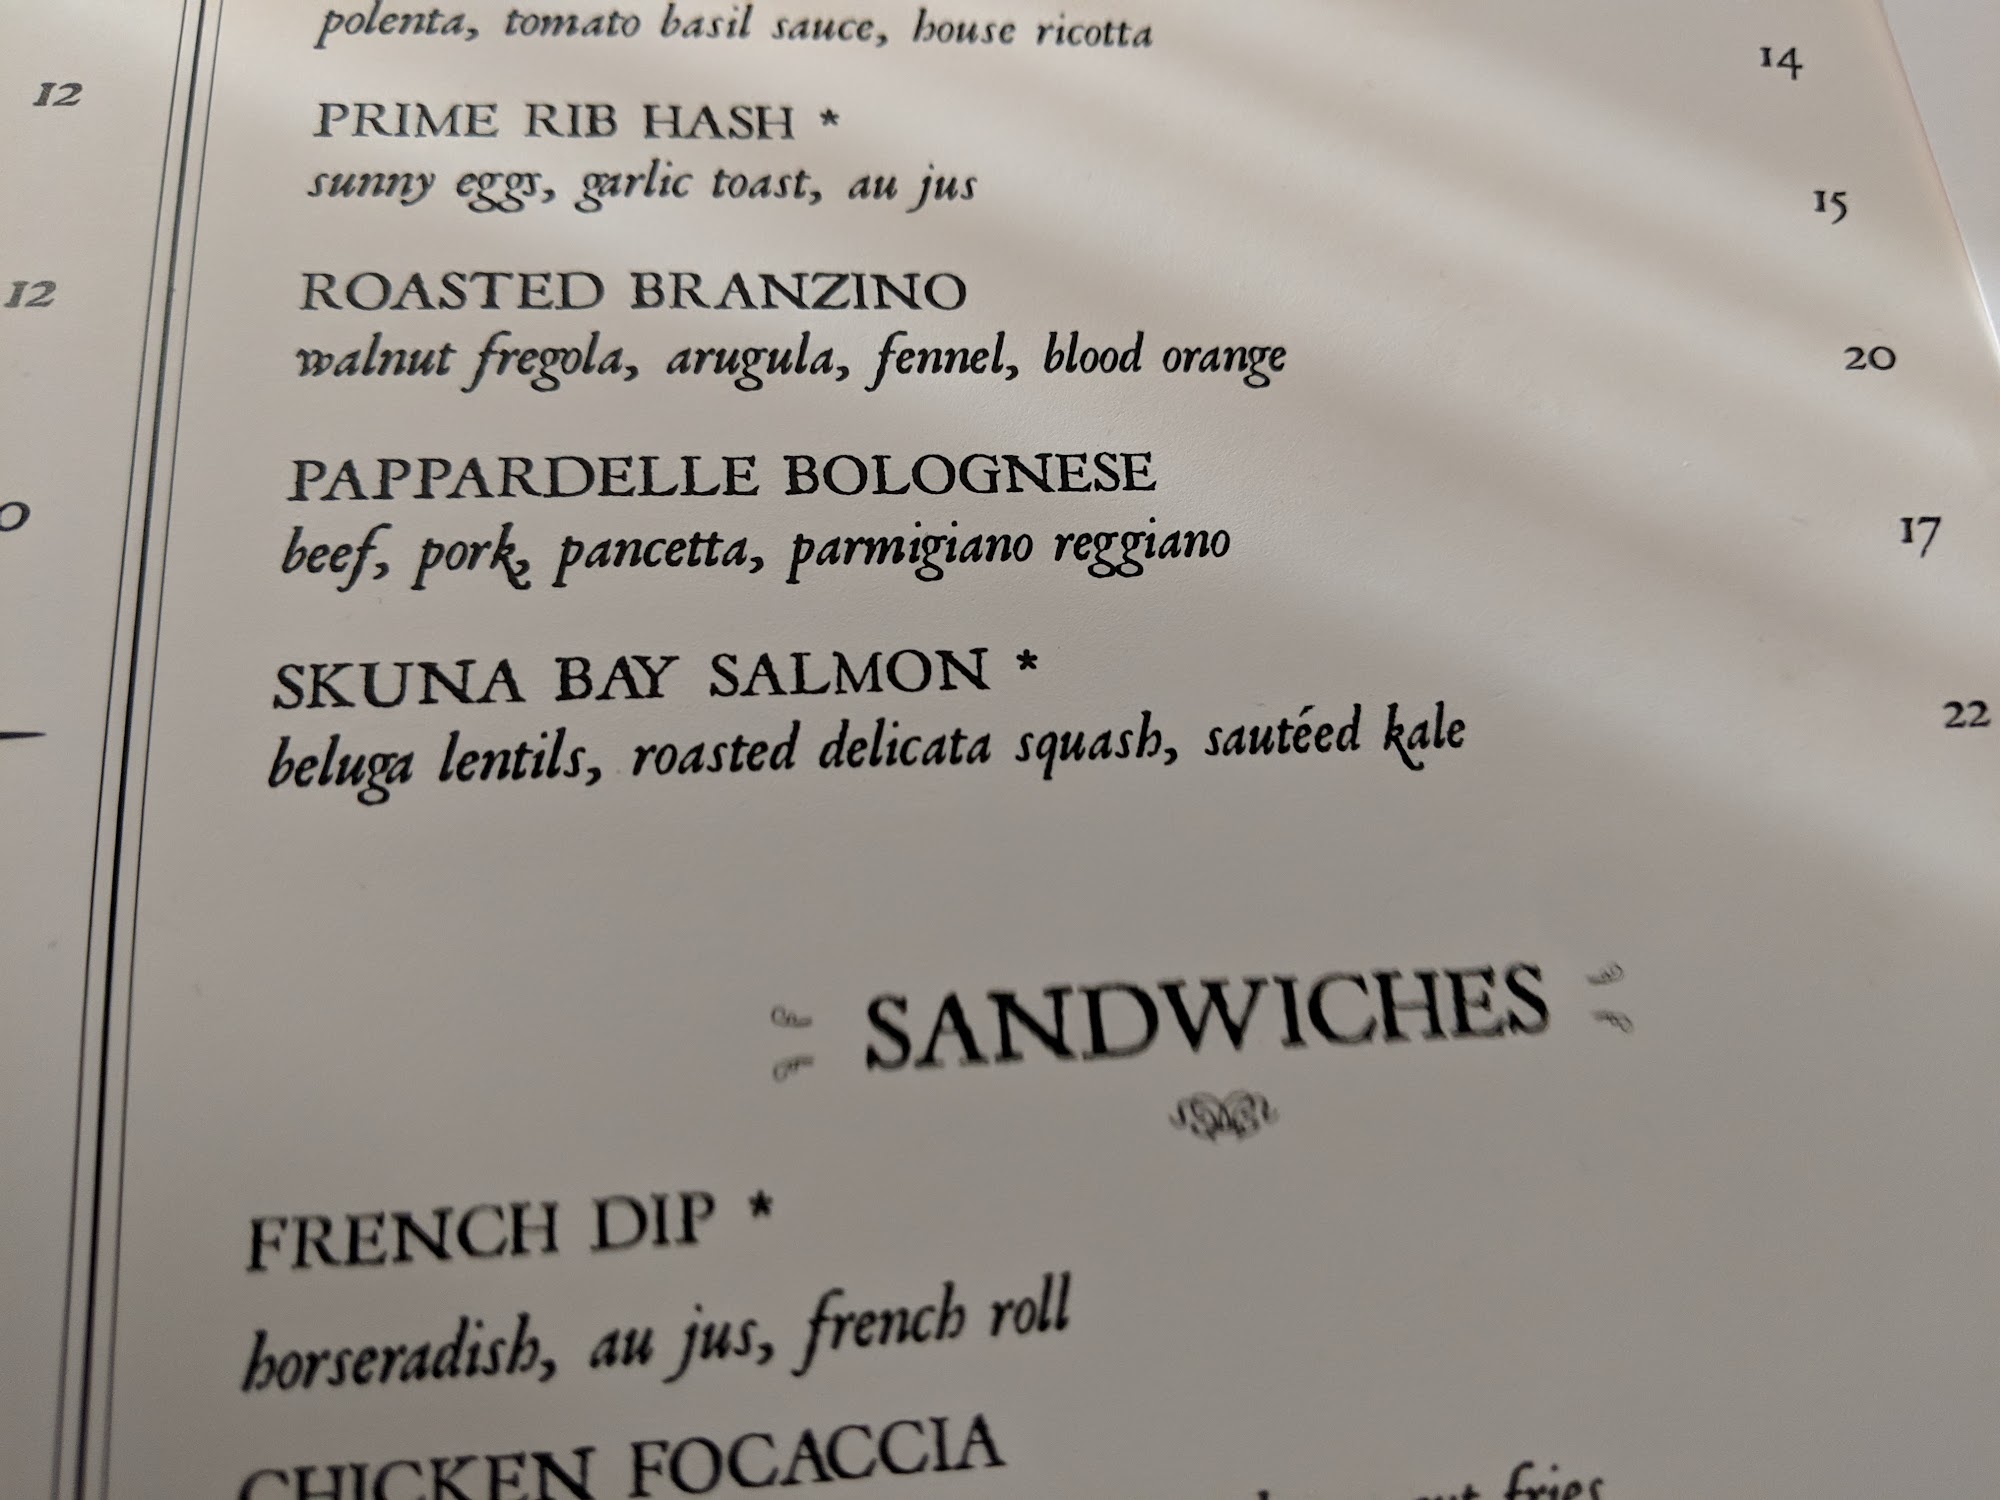 polenta, tomato basil sauce, house ricotta
14
12
PRIME RIB HASH *
sunny eggs, garlic toast, au jus
15
12
ROASTED BRANZINO
walnut fregola, arugula, fennel, blood orange
20
PAPPARDELLE BOLOGNESE
beef, pork, pancetta, parmigiano reggiano
17
SKUNA BAY SALMON *
beluga lentils, roasted delicata squash, sautéed kale
22
SANDWICHES
FRENCH DIP *
horseradish, au jus, french roll
CHICKEN FOCACCIA
fries